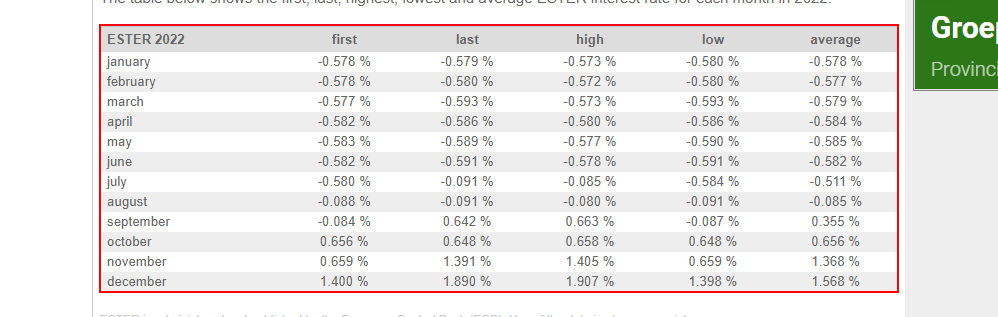 The table below shows the first, last, highest, lowest and average ESTER interest rate for each month in 2022.
ESTER 2022 first last high low average
january -0.578 % -0.579 % -0.573 % -0.580 % -0.578 %
february -0.578 % -0.580 % -0.572 % -0.580 % -0.577 %
march -0.577 % -0.593 % -0.573 % -0.593 % -0.579 %
april -0.582 % -0.586 % -0.580 % -0.586 % -0.584 %
may -0.583 % -0.589 % -0.577 % -0.590 % -0.585 %
june -0.582 % -0.591 % -0.578 % -0.591 % -0.582 %
july -0.580 % -0.091 % -0.085 % -0.584 % -0.511 %
august -0.088 % -0.091 % -0.080 % -0.091 % -0.085 %
september -0.084 % 0.642 % 0.663 % -0.087 % 0.355 %
october 0.656 % 0.648 % 0.658 % 0.648 % 0.656 %
november 0.659 % 1.391 % 1.405 % 0.659 % 1.368 %
december 1.400 % 1.890 % 1.907 % 1.398 % 1.568 %
Groep
Provinci